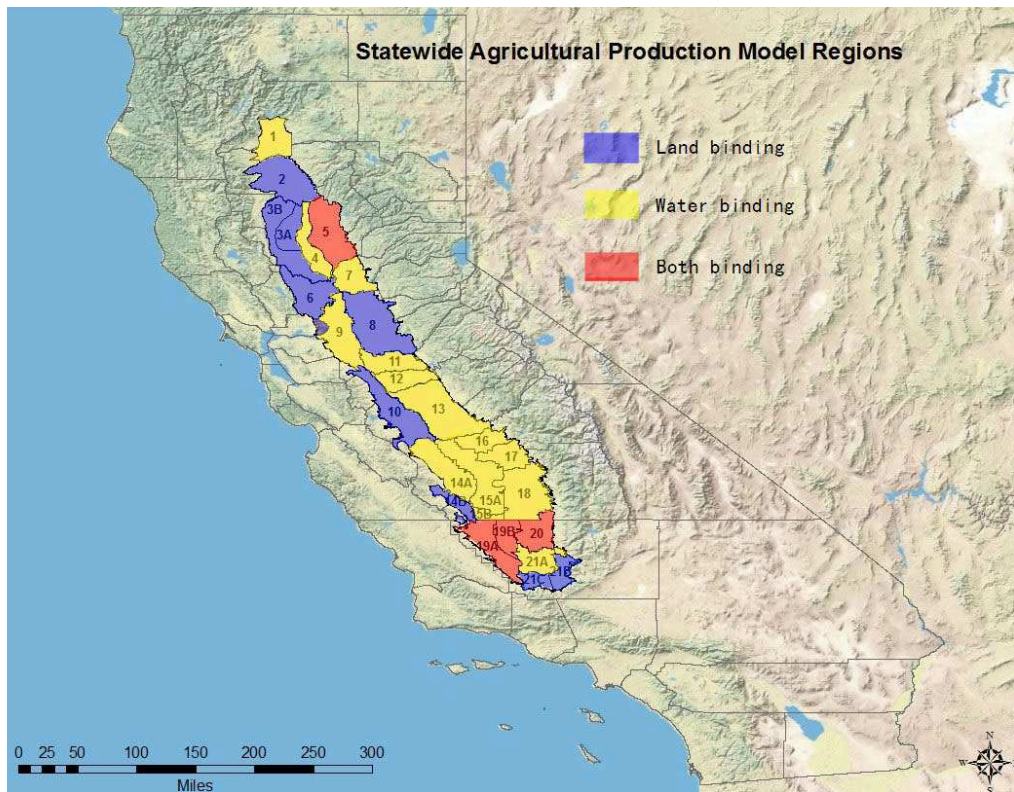 Statewide Agricultural Production Model Regions
1
Land binding
2
Water binding
3B
3A
5
4
Both binding
7
6
8
9
11
12
10
13
16
17
14A
18
15A
14B
15B
19B
20
19A
21A
21B
21C
0 25 50 100 150 200 250 300
Miles
N
W
S